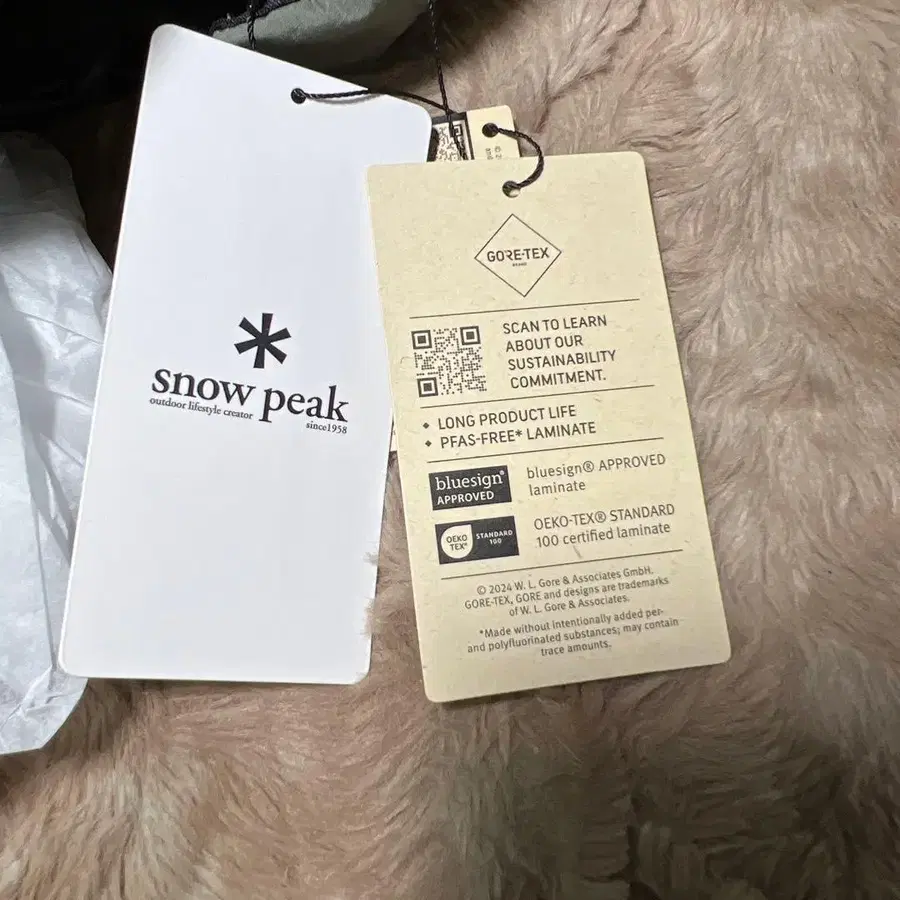 snow peak
outdoor lifestyle creator
since1958
GORE-TEX
BRAND
SCAN TO LEARN
ABOUT OUR
SUSTAINABILITY
COMMITMENT.
• LONG PRODUCT LIFE
• PFAS-FREE* LAMINATE
bluesign®
APPROVED
bluesign® APPROVED
laminate
OEKO
TEX®
STANDARD
100
OEKO-TEX® STANDARD
100 certified laminate
© 2024 W. L. Gore & Associates GmbH.
GORE-TEX, GORE and designs are trademarks
of W. L. Gore & Associates.
*Made without intentionally added per-
and polyfluorinated substances; may contain
trace amounts.